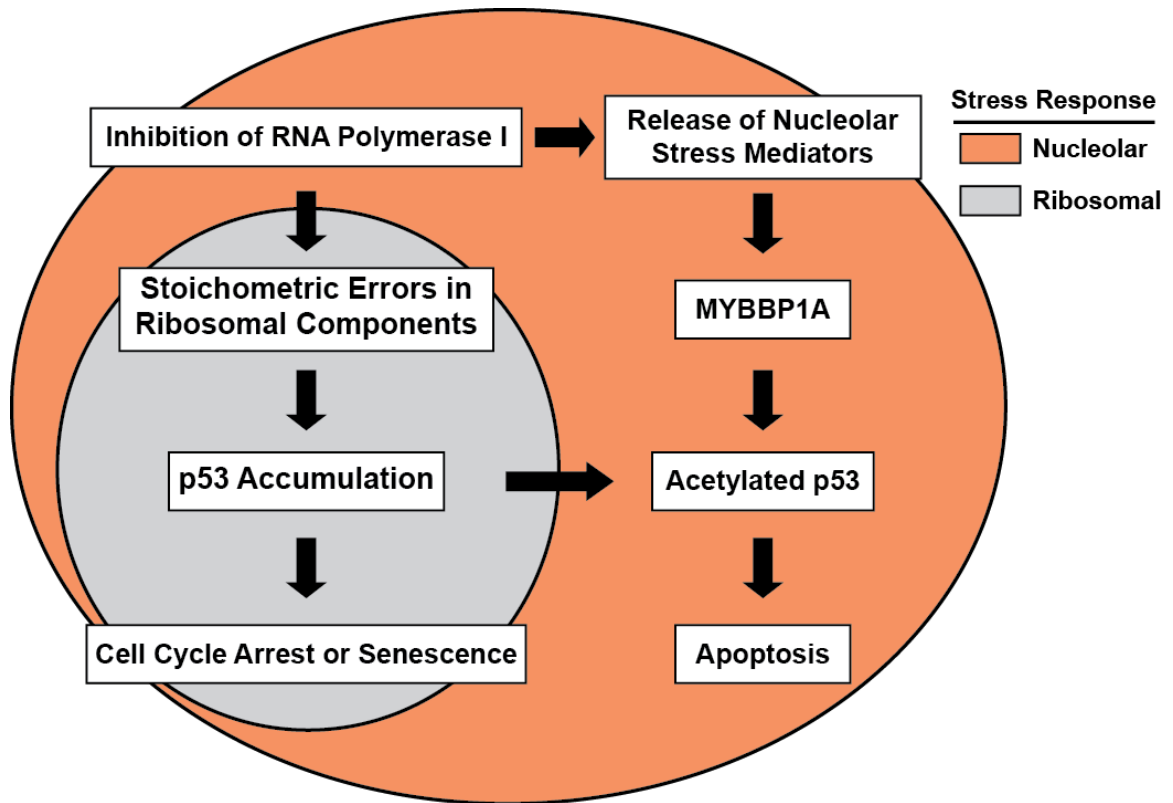 Inhibition of RNA Polymerase I
Release of Nucleolar
Stress Mediators
Stress Response
Nucleolar
Ribosomal
Stoichometric Errors in
Ribosomal Components
MYBBP1A
p53 Accumulation
Acetylated p53
Cell Cycle Arrest or Senescence
Apoptosis